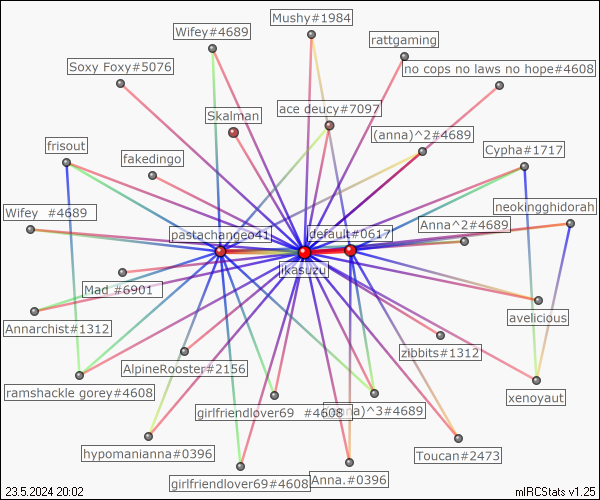 Mushy#1984
Wifey#4689
rattgaming
Soxy Foxy#5076
no cops no laws no hope#4608
ace deucy#7097
Skalman
(anna)^2#4689
frisout
Cypha#1717
fakedingo
neokingghidorah
Wifey #4689
Anna^2#4689
pastachango41
default#0617
ikasuzu
Mad #6901
avelicious
Annarchist#1312
zibbits#1312
AlpineRooster#2156
ramshackle gorey#4608
xenoyaut
girlfriendlover69 #4608
)^3#4689
hypomanianna#0396
Toucan#2473
girlfriendlover69#4608
Anna.#0396
23.5.2024 20:02
mIRCStats v1.25